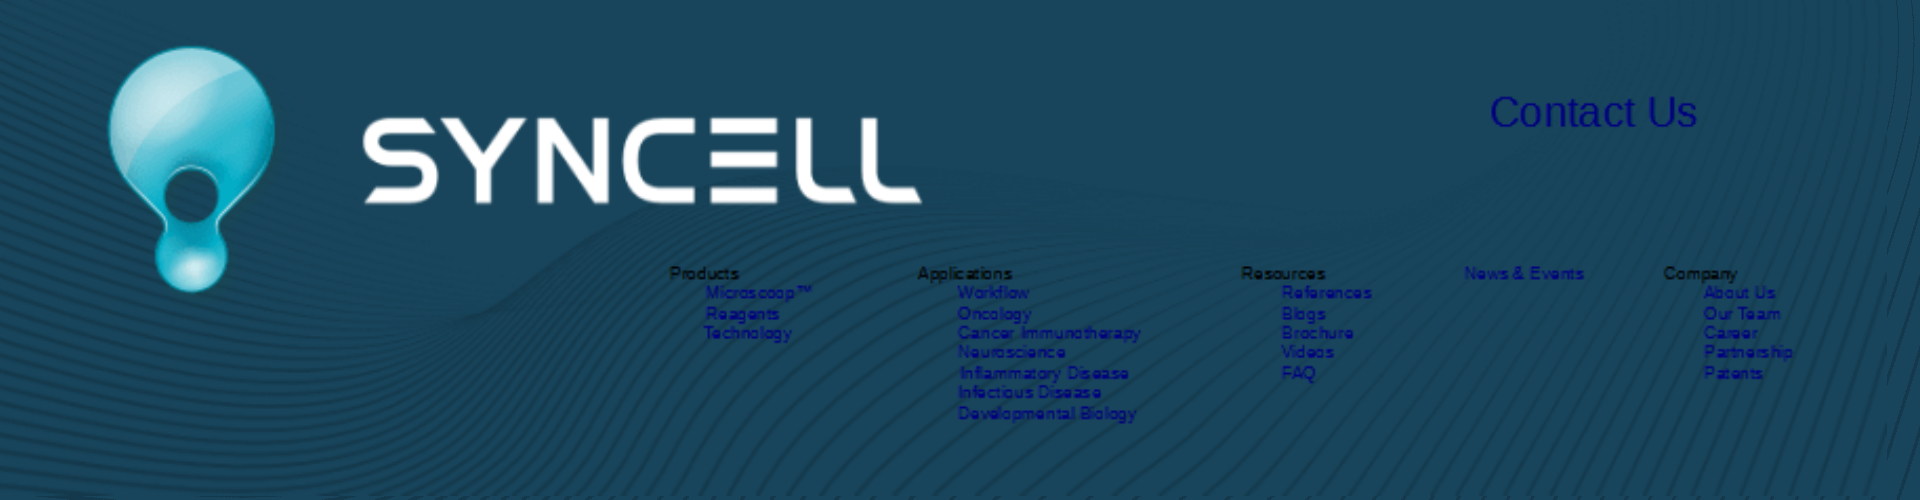 SYNCELL
Contact Us
Products
Microscoop™
Reagents
Technology
Applications
Workflow
Oncology
Cancer Immunotherapy
Neuroscience
Inflammatory Disease
Infectious Disease
Developmental Biology
Resources
References
Blogs
Brochure
Videos
FAQ
News & Events
Company
About Us
Our Team
Career
Partnership
Patents